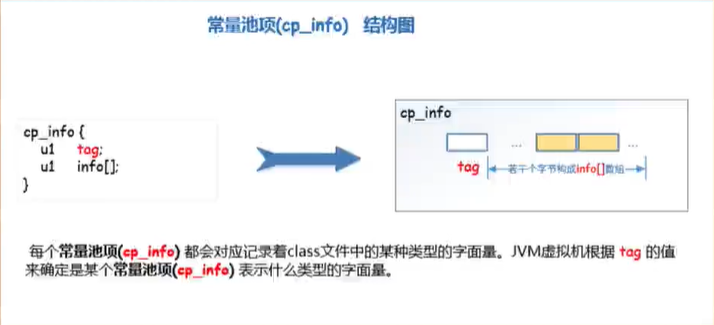 常量池项(cp_info) 结构图
cp_info {
u1 tag;
u1 info[];
}
cp_info
... ...
tag
若干个字节构成info[]数组
每个常量池项(cp_info) 都会对应记录着class文件中的某种类型的字面量。JVM虚拟机根据 tag 的值
来确定是某个常量池项(cp_info) 表示什么类型的字面量。